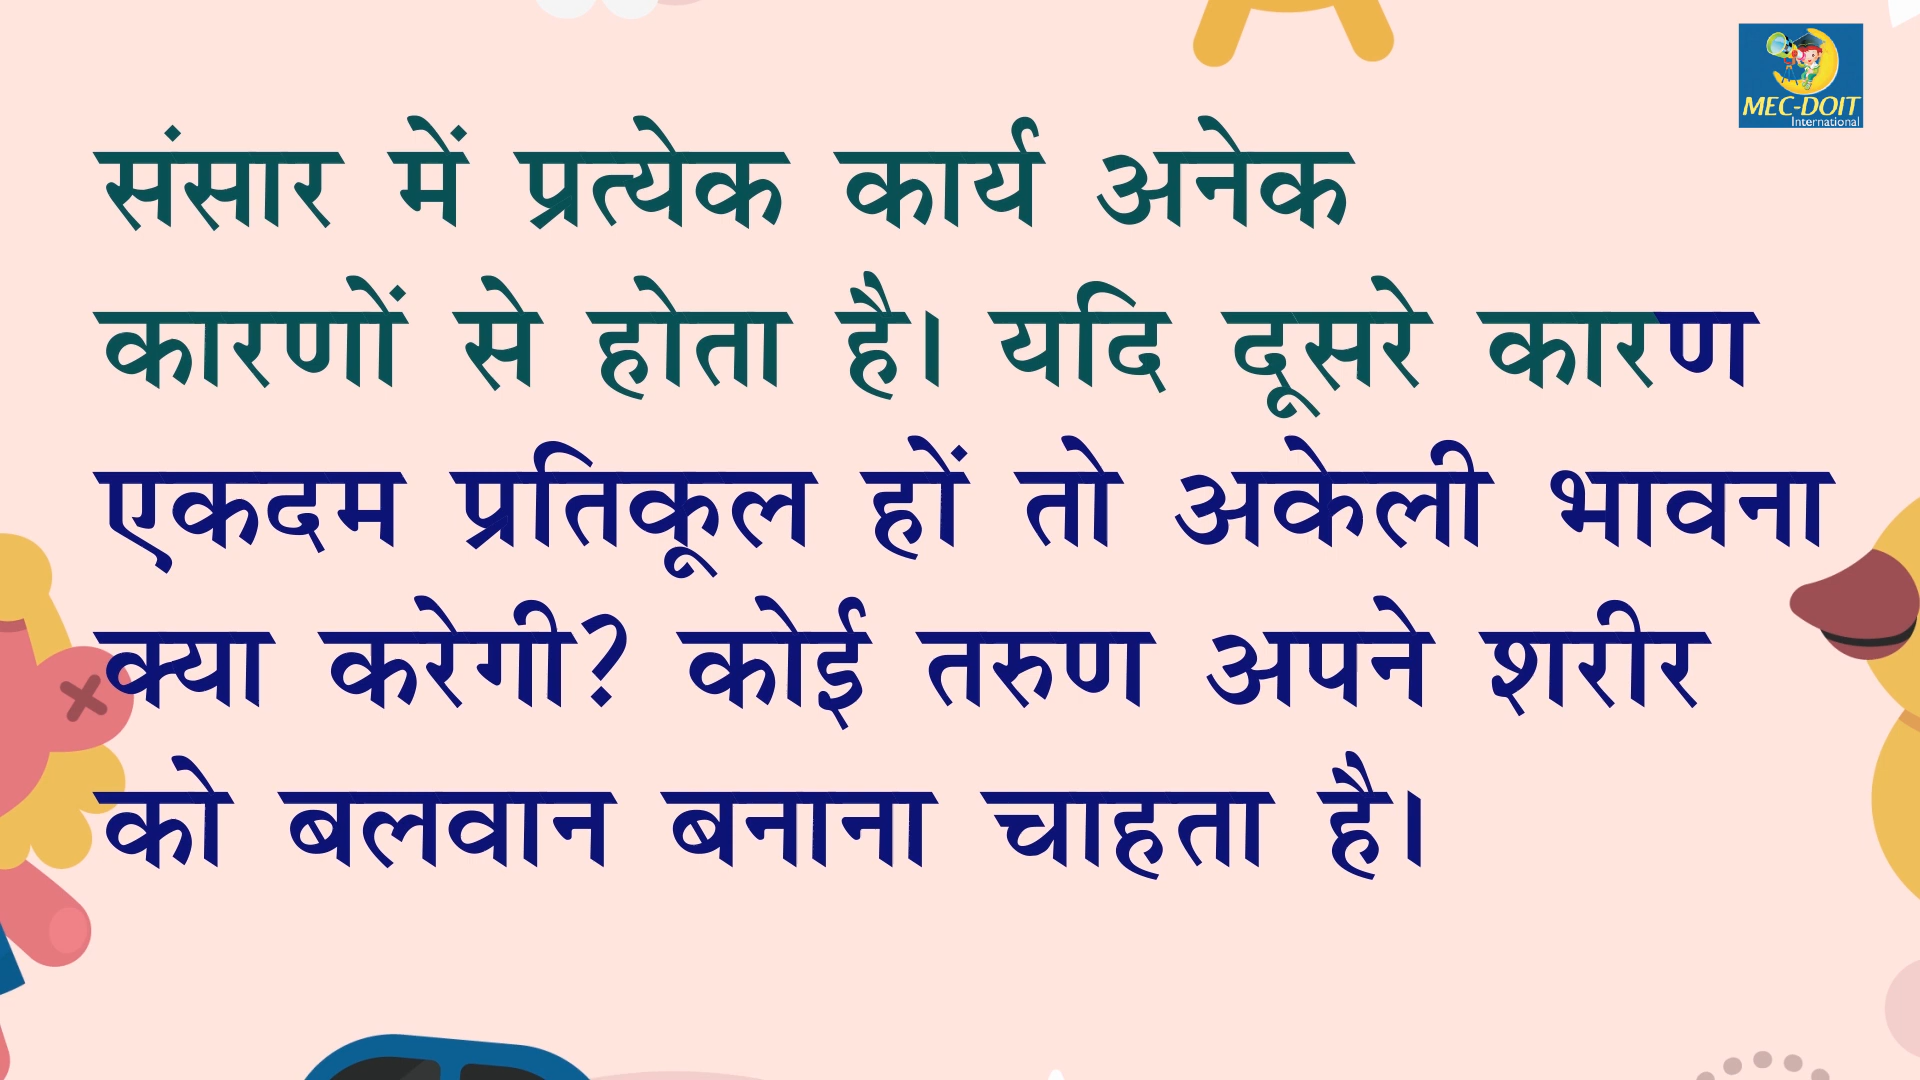 MEC-DOIT
International
संसार में प्रत्येक कार्य अनेक
कारणों से होता है। यदि दूसरे कारण
एकदम प्रतिकूल हों तो अकेली भावना
क्या करेगी? कोई तरुण अपने शरीर
को बलवान बनाना चाहता है।